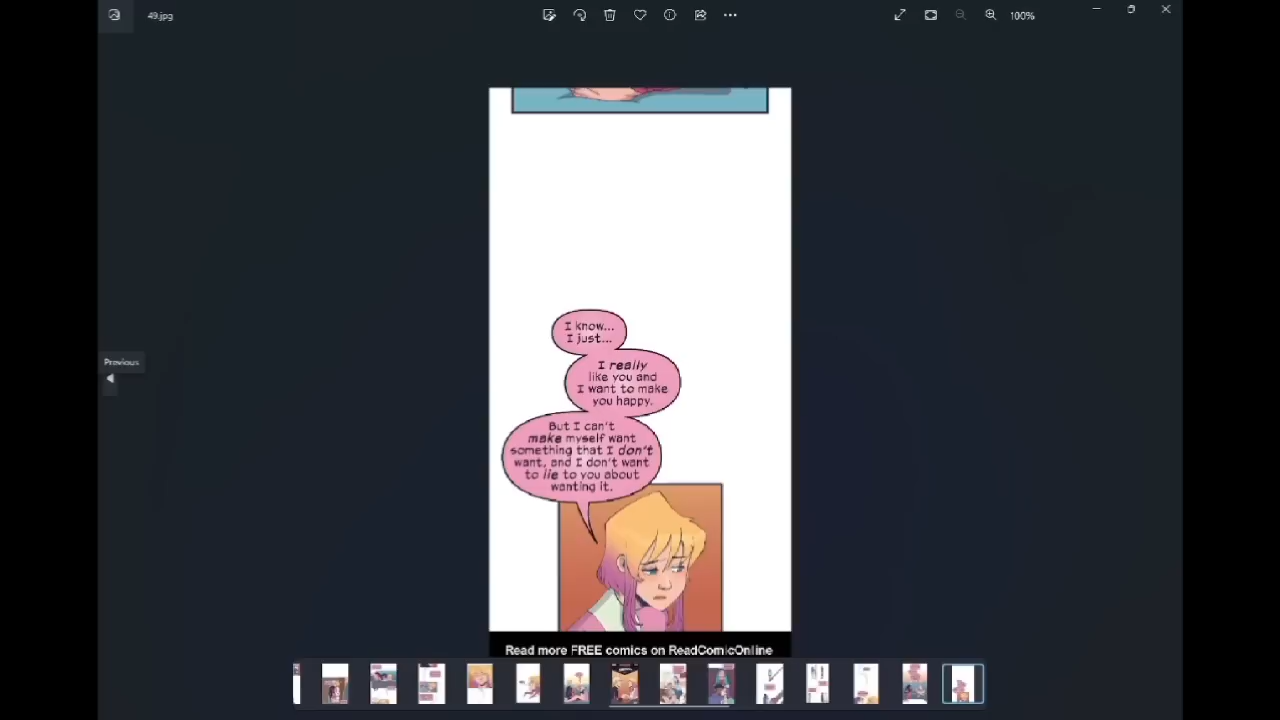 49.jpg
100%
I know...
I just...
I really
like you and
I want to make
you happy.
But I can't
make myself want
something that I don't
want, and I don't want
to lie to you about
wanting it.
Previous
Read more FREE comics on ReadComicOnline